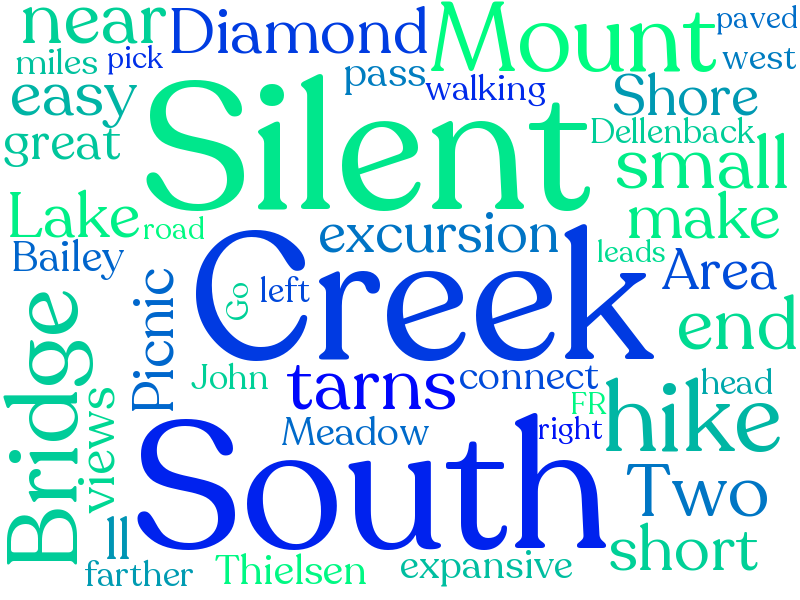 near
Diamond
Mount
paved
miles
pick
pass
west
easy
walking
Shore
great
Silent
Dellenback
small
Lake
road
excursion
make
Bailey
leads
Area
Picnic
Go
left
Creek
end
Bridge
views
John
tarns
connect
head
FR
hike
Meadow
right
South
Two
ll
short
farther
Thielsen
expansive